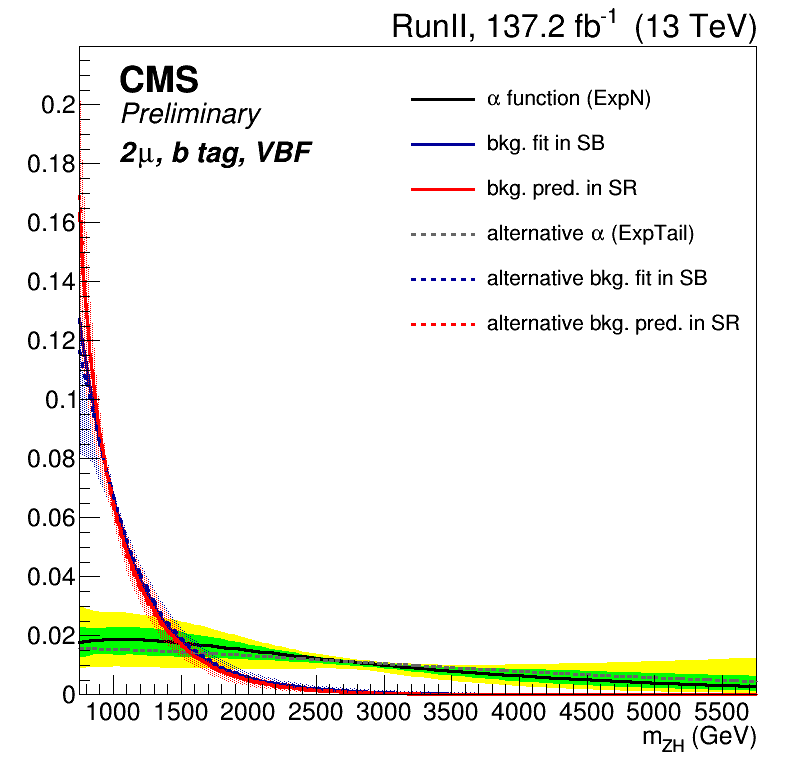 RunII, 137.2 fb-1 (13 TeV)
CMS
Preliminary
2μ, b tag, VBF
α function (ExpN)
bkg. fit in SB
bkg. pred. in SR
alternative α (ExpTail)
alternative bkg. fit in SB
alternative bkg. pred. in SR
0.2
0.18
0.16
0.14
0.12
0.1
0.08
0.06
0.04
0.02
0
1000 1500 2000 2500 3000 3500 4000 4500 5000 5500
mZH (GeV)